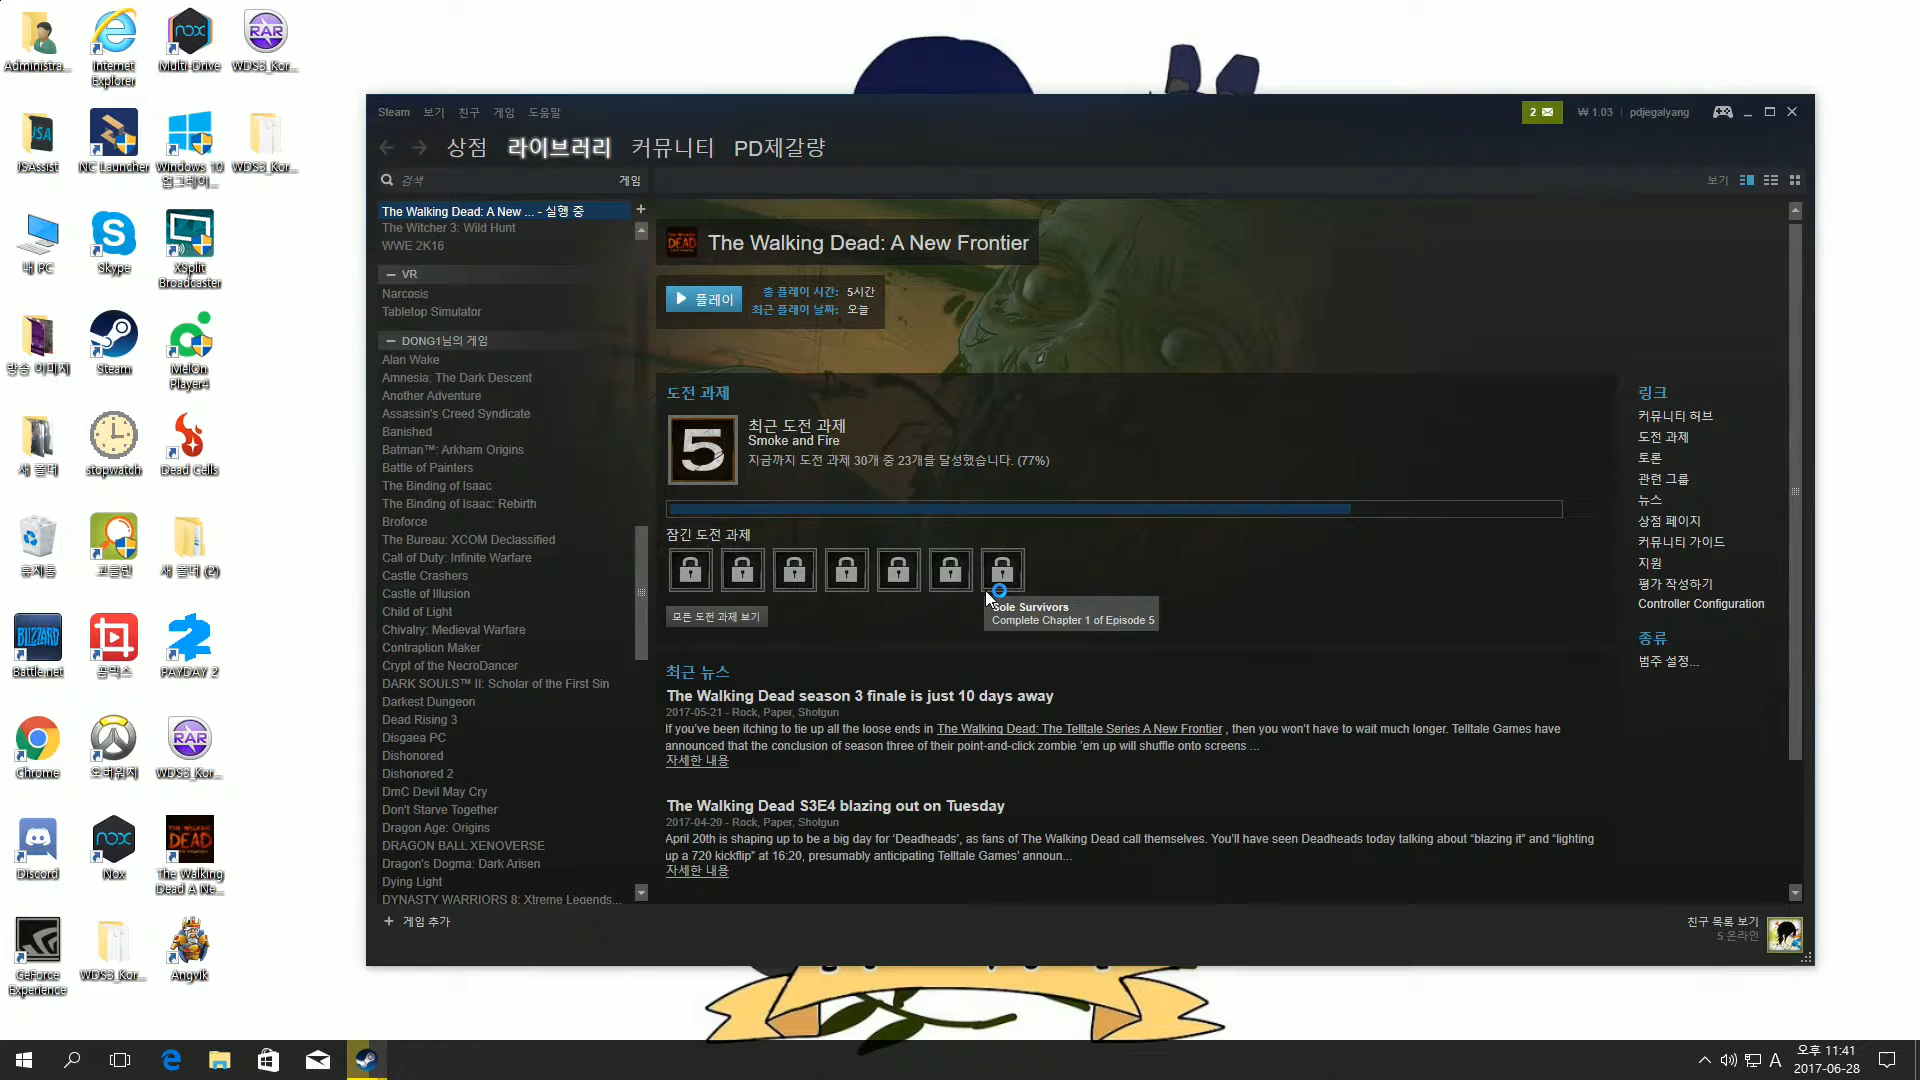 Administra...
Internet
Explorer
Multi-Drive
WDS3_Kor...
JSAssist
NC Launcher
Windows 10
업그레이...
WDS3_Kor...
내 PC
Skype
XSplit
Broadcaster
방송 이미지
Steam
MelOn
Player4
새 폴더
stopwatch
Dead Cells
휴지통
고클린
새 폴더 (2)
Battle.net
곰믹스
PAYDAY 2
Chrome
오버워치
WDS3_Kor...
Discord
Nox
The Walking
Dead A Ne...
GeForce
Experience
WDS3_Kor...
Angvik
Steam 보기 친구 게임 도움말
2
₩ 1.03
pdjegalyang
상점 라이브러리 커뮤니티 PD제갈량
검색
게임
보기
The Walking Dead: A New ... - 실행 중
The Witcher 3: Wild Hunt
WWE 2K16
VR
Narcosis
Tabletop Simulator
DONG1님의 게임
Alan Wake
Amnesia: The Dark Descent
Another Adventure
Assassin's Creed Syndicate
Banished
Batman™: Arkham Origins
Battle of Painters
The Binding of Isaac
The Binding of Isaac: Rebirth
Broforce
The Bureau: XCOM Declassified
Call of Duty: Infinite Warfare
Castle Crashers
Castle of Illusion
Child of Light
Chivalry: Medieval Warfare
Contraption Maker
Crypt of the NecroDancer
DARK SOULS™ II: Scholar of the First Sin
Darkest Dungeon
Dead Rising 3
Disgaea PC
Dishonored
Dishonored 2
DmC Devil May Cry
Don't Starve Together
Dragon Age: Origins
DRAGON BALL XENOVERSE
Dragon's Dogma: Dark Arisen
Dying Light
DYNASTY WARRIORS 8: Xtreme Legends...
+ 게임 추가
The Walking Dead: A New Frontier
플레이
총 플레이 시간: 5시간
최근 플레이 날짜: 오늘
도전 과제
5
최근 도전 과제
Smoke and Fire
지금까지 도전 과제 30개 중 23개를 달성했습니다. (77%)
잠긴 도전 과제
Sole Survivors
Complete Chapter 1 of Episode 5
모든 도전 과제 보기
최근 뉴스
The Walking Dead season 3 finale is just 10 days away
2017-05-21 - Rock, Paper, Shotgun
If you've been itching to tie up all the loose ends in The Walking Dead: The Telltale Series A New Frontier , then you won't have to wait much longer. Telltale Games have
announced that the conclusion of season three of their point-and-click zombie 'em up will shuffle onto screens ...
자세한 내용
The Walking Dead S3E4 blazing out on Tuesday
2017-04-20 - Rock, Paper, Shotgun
April 20th is shaping up to be a big day for ‘Deadheads’, as fans of The Walking Dead call themselves. You'll have seen Deadheads today talking about “blazing it” and “lighting
up a 720 kickflip” at 16:20, presumably anticipating Telltale Games’ announ...
자세한 내용
링크
커뮤니티 허브
도전 과제
토론
관련 그룹
뉴스
상점 페이지
커뮤니티 가이드
지원
평가 작성하기
Controller Configuration
종류
범주 설정...
친구 목록 보기
5 온라인
A
오후 11:41
2017-06-28